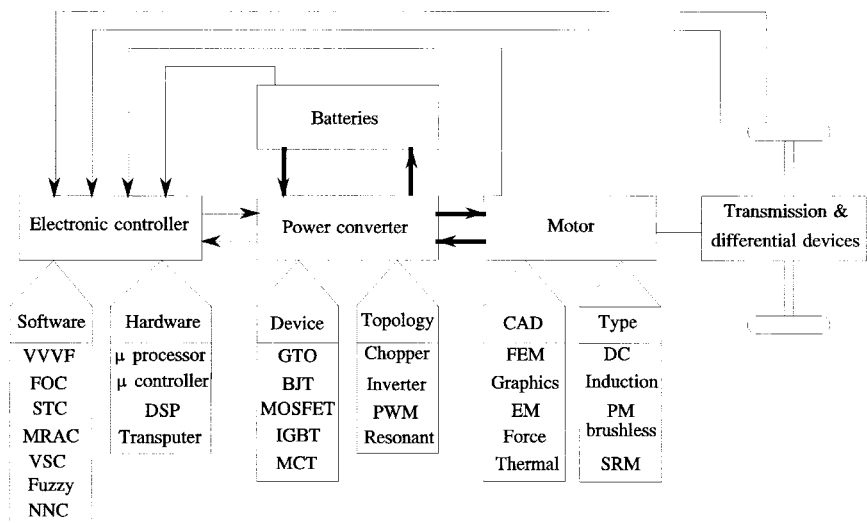 Batteries
Electronic controller
Power converter
Motor
Transmission &
differential devices
Software
VVVF
FOC
STC
MRAC
VSC
Fuzzy
NNC
Hardware
μ processor
μ controller
DSP
Transputer
Device
GTO
BJT
MOSFET
IGBT
MCT
Topology
Chopper
Inverter
PWM
Resonant
CAD
FEM
Graphics
EM
Force
Thermal
Type
DC
Induction
PM
brushless
SRM